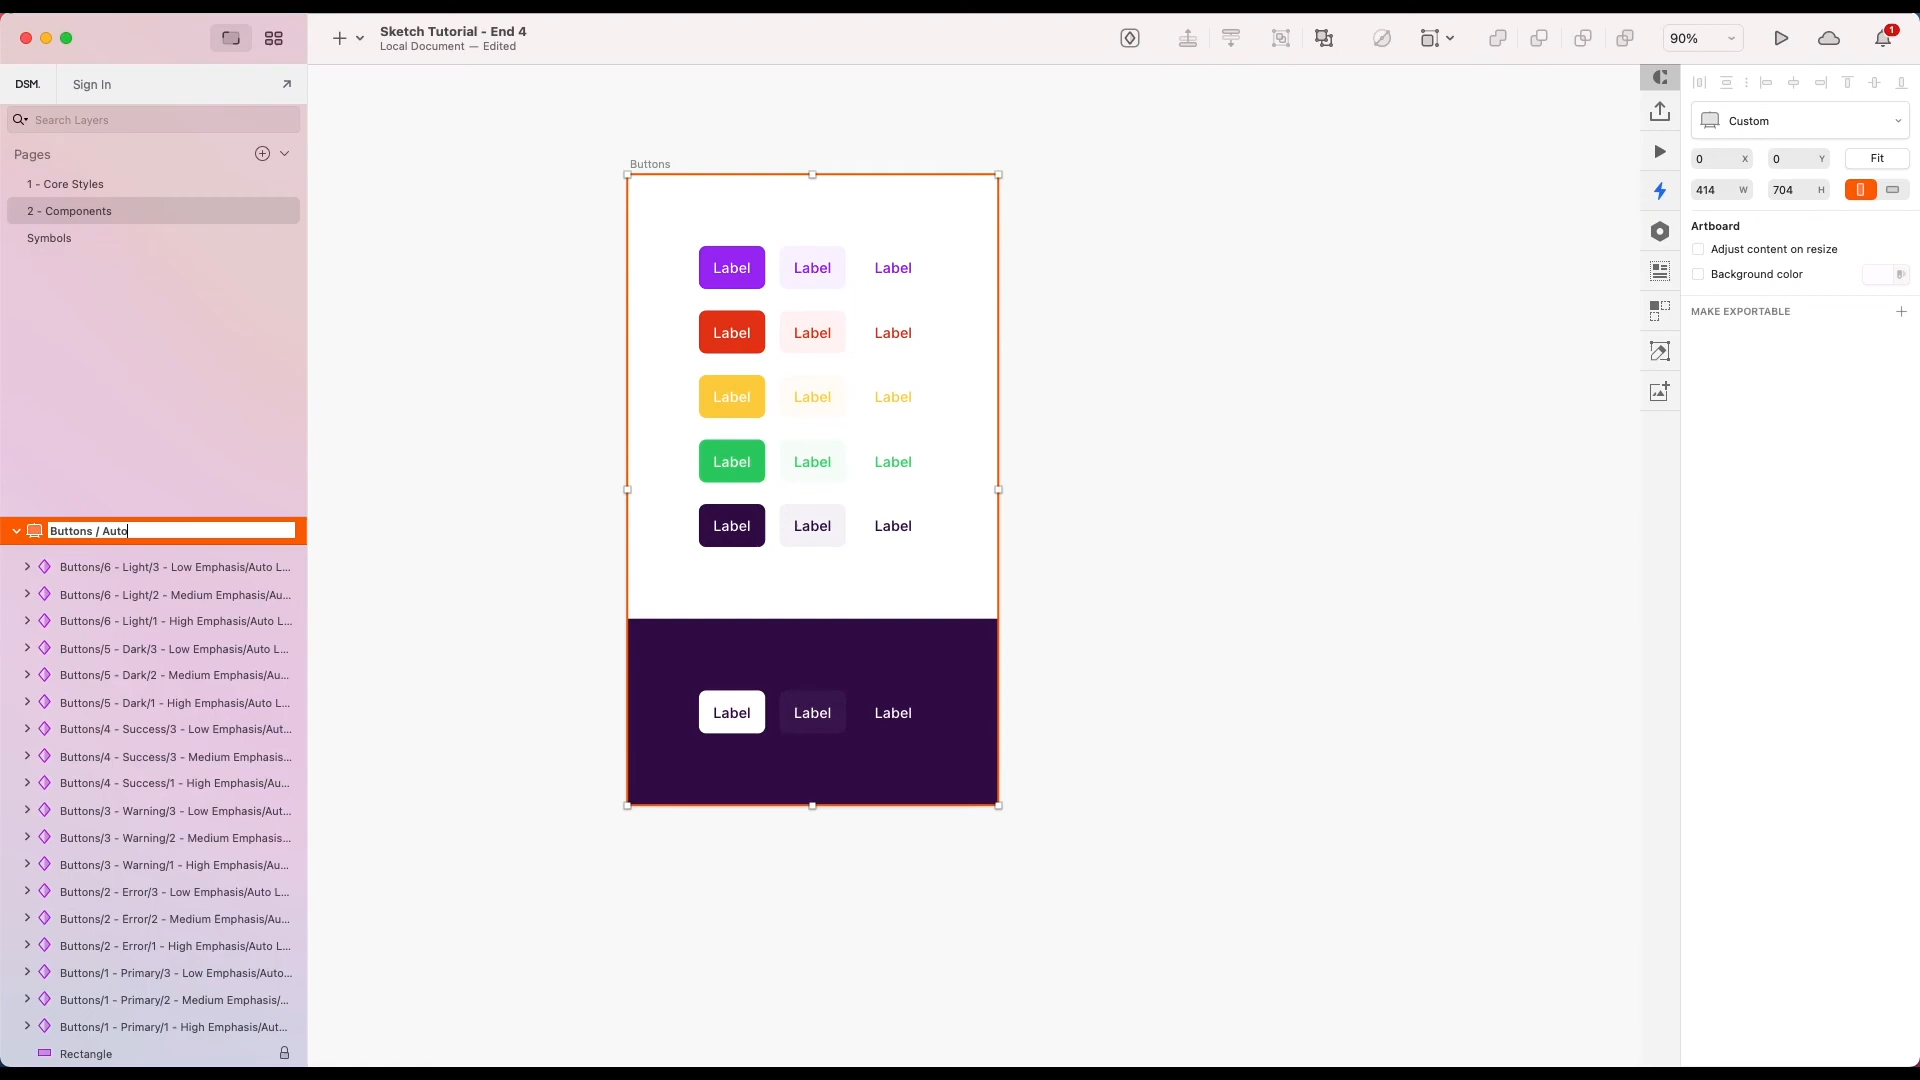 Sketch Tutorial - End 4
Local Document — Edited
90%
1
DSM.
Sign In
Search Layers
Pages
1 - Core Styles
2 - Components
Symbols
Buttons / Auto
Buttons/6 - Light/3 - Low Emphasis/Auto L...
Buttons/6 - Light/2 - Medium Emphasis/Au...
Buttons/6 - Light/1 - High Emphasis/Auto L...
Buttons/5 - Dark/3 - Low Emphasis/Auto L...
Buttons/5 - Dark/2 - Medium Emphasis/Au...
Buttons/5 - Dark/1 - High Emphasis/Auto L...
Buttons/4 - Success/3 - Low Emphasis/Aut...
Buttons/4 - Success/3 - Medium Emphasis...
Buttons/4 - Success/1 - High Emphasis/Au...
Buttons/3 - Warning/3 - Low Emphasis/Aut...
Buttons/3 - Warning/2 - Medium Emphasis...
Buttons/3 - Warning/1 - High Emphasis/Au...
Buttons/2 - Error/3 - Low Emphasis/Auto L...
Buttons/2 - Error/2 - Medium Emphasis/Au...
Buttons/2 - Error/1 - High Emphasis/Auto L...
Buttons/1 - Primary/3 - Low Emphasis/Auto...
Buttons/1 - Primary/2 - Medium Emphasis/...
Buttons/1 - Primary/1 - High Emphasis/Aut...
Rectangle
Buttons
Label Label Label
Label Label Label
Label Label Label
Label Label Label
Label Label Label
Label Label Label
Custom
0 X 0 Y Fit
414 W 704 H
Artboard
Adjust content on resize
Background color
MAKE EXPORTABLE